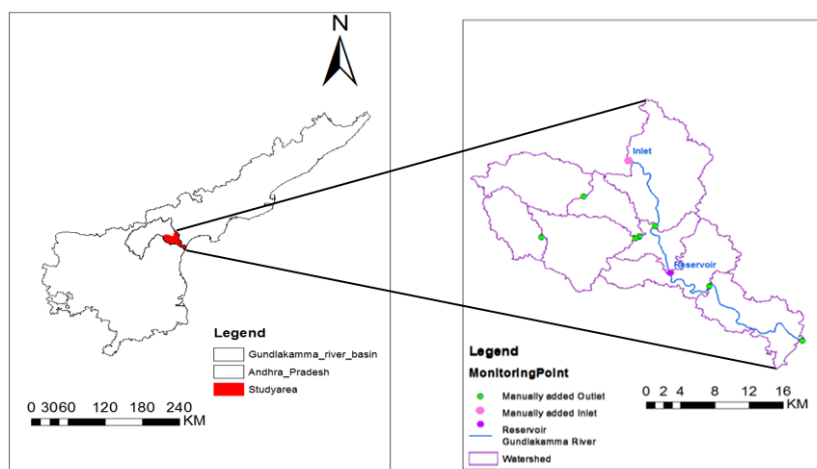 N
Legend
Gundlakamma_river_basin
Andhra_Pradesh
Studyarea
0 3060 120 180 240
KM
Inlet
Reservoir
Legend
MonitoringPoint
Manually added Outlet
Manually added Inlet
Reservoir
Gundlakamma River
Watershed
0 2 4 8 12 16
KM